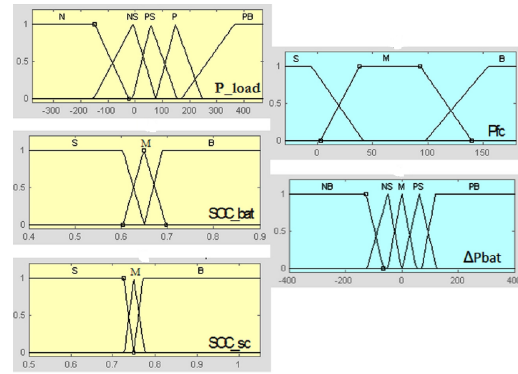 N NS PS P PB
1
0.5
0
P_load
-300 -200 -100 0 100 200 300 400
S M B
1
0.5
0
Pfc
0 50 100 150
S M B
1
0.5
0
SOC_bat
0.4 0.5 0.6 0.7 0.8 0.9
NB NS M PS PB
1
0.5
0
ΔPbat
-400 -200 0 200 400
S M B
1
0.5
0
SOC_sc
0.5 0.6 0.7 0.8 0.9 1